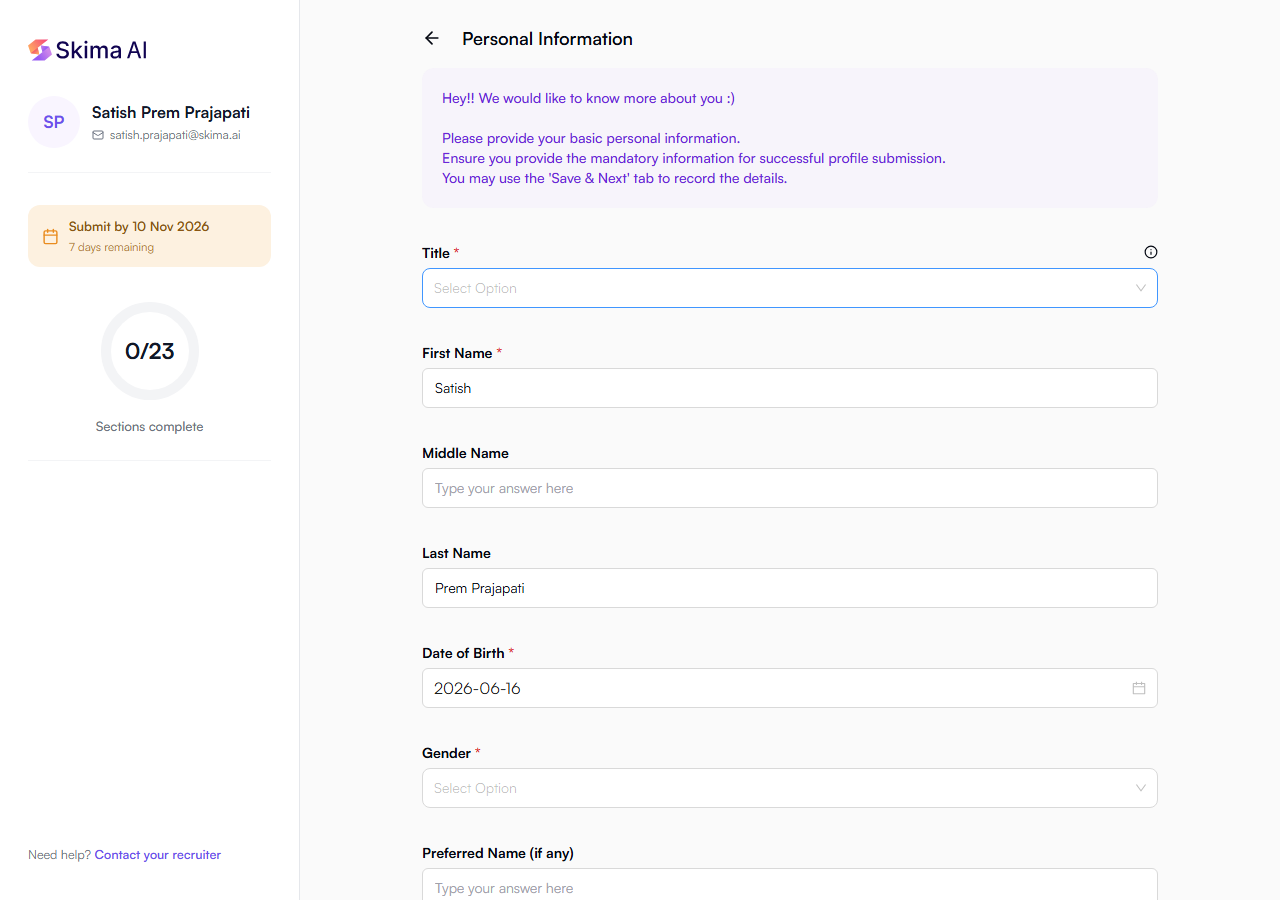 Skima AI
SP
Satish Prem Prajapati
satish.prajapati@skima.ai
Submit by 10 Nov 2026
7 days remaining
0/23
Sections complete
Need help? Contact your recruiter
Personal Information
Hey!! We would like to know more about you :)
Please provide your basic personal information.
Ensure you provide the mandatory information for successful profile submission.
You may use the 'Save & Next' tab to record the details.
Title *
Select Option
First Name *
Satish
Middle Name
Type your answer here
Last Name
Prem Prajapati
Date of Birth *
2026-06-16
Gender *
Select Option
Preferred Name (if any)
Type your answer here